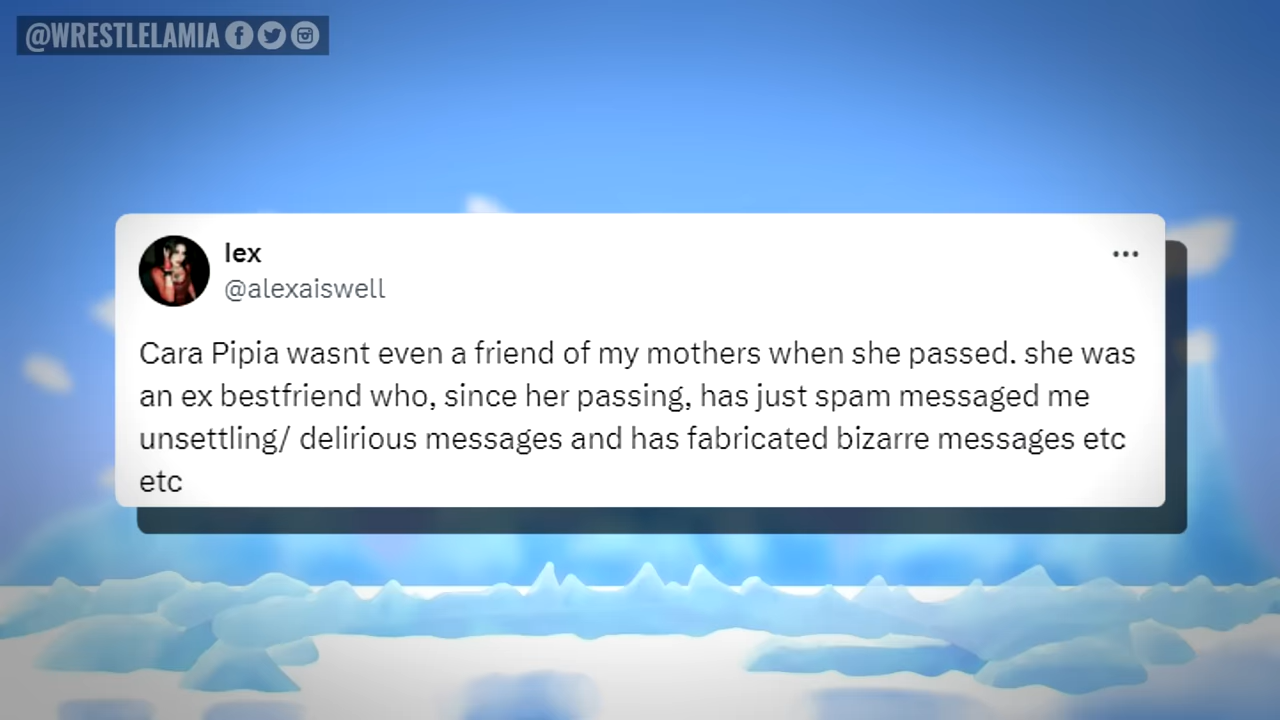 @WRESTLELAMIA
lex
@alexaiswell
Cara Pipia wasnt even a friend of my mothers when she passed. she was
an ex bestfriend who, since her passing, has just spam messaged me
unsettling/ delirious messages and has fabricated bizarre messages etc
etc